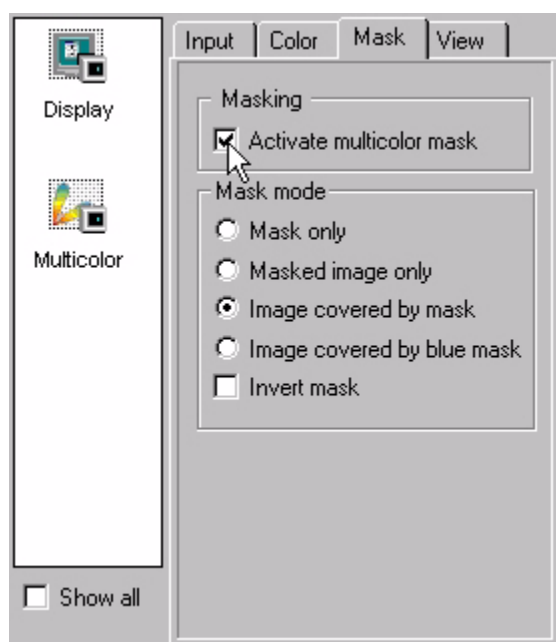 Display
Multicolor
Show all
Input Color Mask View
Masking
Activate multicolor mask
Mask mode
Mask only
Masked image only
Image covered by mask
Image covered by blue mask
Invert mask